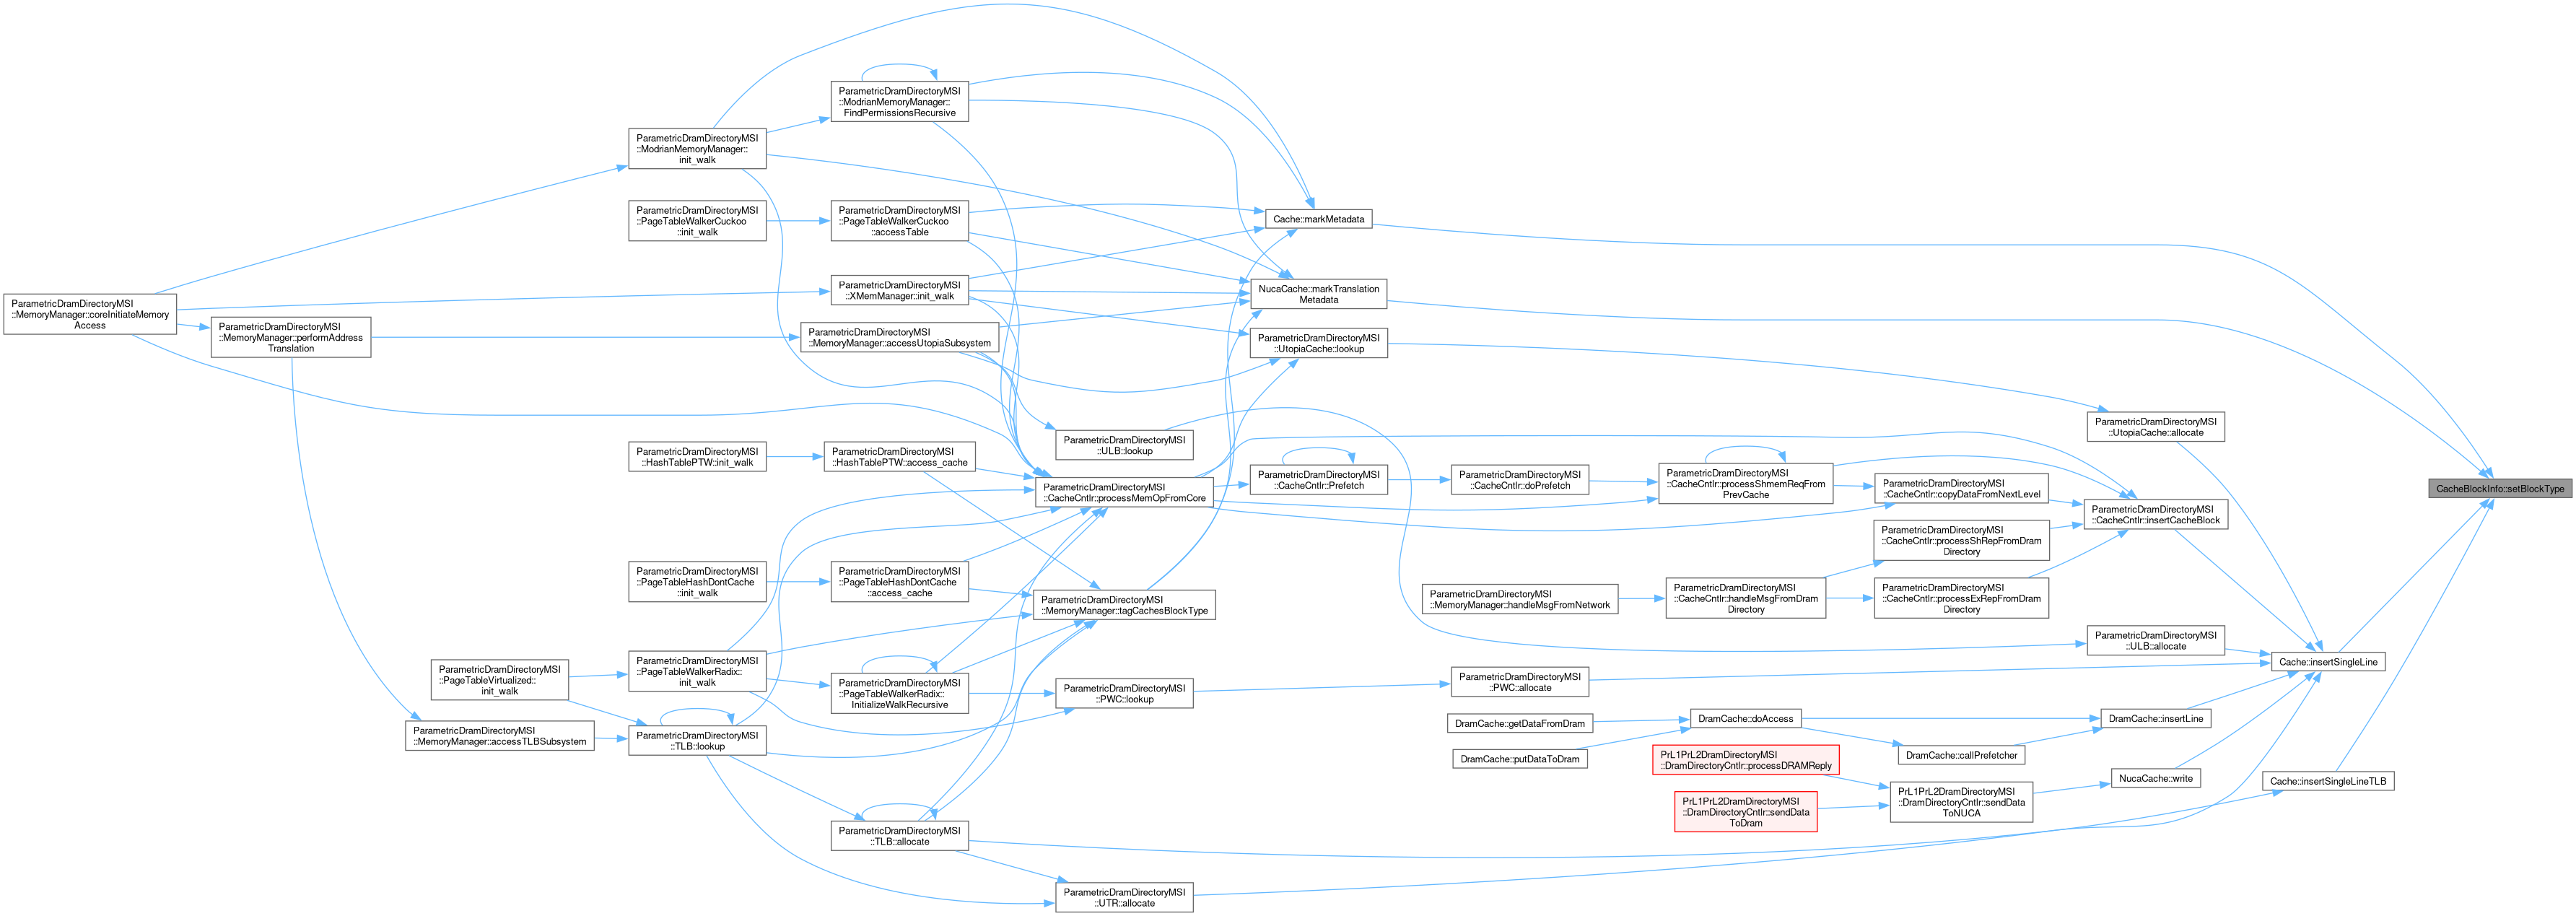 ParametricDramDirectoryMSI
::MemoryManager::coreInitiateMemory
Access
ParametricDramDirectoryMSI
::MemoryManager::performAddress
Translation
ParametricDramDirectoryMSI
::PageTableVirtualized::
init_walk
ParametricDramDirectoryMSI
::MemoryManager::accessTLBSubsystem
ParametricDramDirectoryMSI
::ModrianMemoryManager::
init_walk
ParametricDramDirectoryMSI
::PageTableWalkerCuckoo
::init_walk
ParametricDramDirectoryMSI
::HashTablePTW::init_walk
ParametricDramDirectoryMSI
::PageTableHashDontCache
::init_walk
ParametricDramDirectoryMSI
::PageTableWalkerRadix::
init_walk
ParametricDramDirectoryMSI
::TLB::lookup
ParametricDramDirectoryMSI
::ModrianMemoryManager::
FindPermissionsRecursive
ParametricDramDirectoryMSI
::PageTableWalkerCuckoo
::accessTable
ParametricDramDirectoryMSI
::XMemManager::init_walk
ParametricDramDirectoryMSI
::MemoryManager::accessUtopiaSubsystem
ParametricDramDirectoryMSI
::HashTablePTW::access_cache
ParametricDramDirectoryMSI
::PageTableHashDontCache
::access_cache
ParametricDramDirectoryMSI
::PageTableWalkerRadix::
InitializeWalkRecursive
ParametricDramDirectoryMSI
::TLB::allocate
ParametricDramDirectoryMSI
::ULB::lookup
ParametricDramDirectoryMSI
::CacheCntlr::processMemOpFromCore
ParametricDramDirectoryMSI
::MemoryManager::tagCachesBlockType
ParametricDramDirectoryMSI
::PWC::lookup
ParametricDramDirectoryMSI
::UTR::allocate
Cache::markMetadata
NucaCache::markTranslation
Metadata
ParametricDramDirectoryMSI
::UtopiaCache::lookup
ParametricDramDirectoryMSI
::CacheCntlr::Prefetch
ParametricDramDirectoryMSI
::CacheCntlr::doPrefetch
ParametricDramDirectoryMSI
::MemoryManager::handleMsgFromNetwork
ParametricDramDirectoryMSI
::PWC::allocate
DramCache::getDataFromDram
DramCache::putDataToDram
ParametricDramDirectoryMSI
::CacheCntlr::processShmemReqFrom
PrevCache
ParametricDramDirectoryMSI
::CacheCntlr::handleMsgFromDram
Directory
DramCache::doAccess
PrL1PrL2DramDirectoryMSI
::DramDirectoryCntlr::processDRAMReply
PrL1PrL2DramDirectoryMSI
::DramDirectoryCntlr::sendData
ToDram
ParametricDramDirectoryMSI
::CacheCntlr::copyDataFromNextLevel
ParametricDramDirectoryMSI
::CacheCntlr::processShRepFromDram
Directory
ParametricDramDirectoryMSI
::CacheCntlr::processExRepFromDram
Directory
DramCache::callPrefetcher
PrL1PrL2DramDirectoryMSI
::DramDirectoryCntlr::sendData
ToNUCA
ParametricDramDirectoryMSI
::UtopiaCache::allocate
ParametricDramDirectoryMSI
::CacheCntlr::insertCacheBlock
ParametricDramDirectoryMSI
::ULB::allocate
DramCache::insertLine
NucaCache::write
Cache::insertSingleLine
Cache::insertSingleLineTLB
CacheBlockInfo::setBlockType